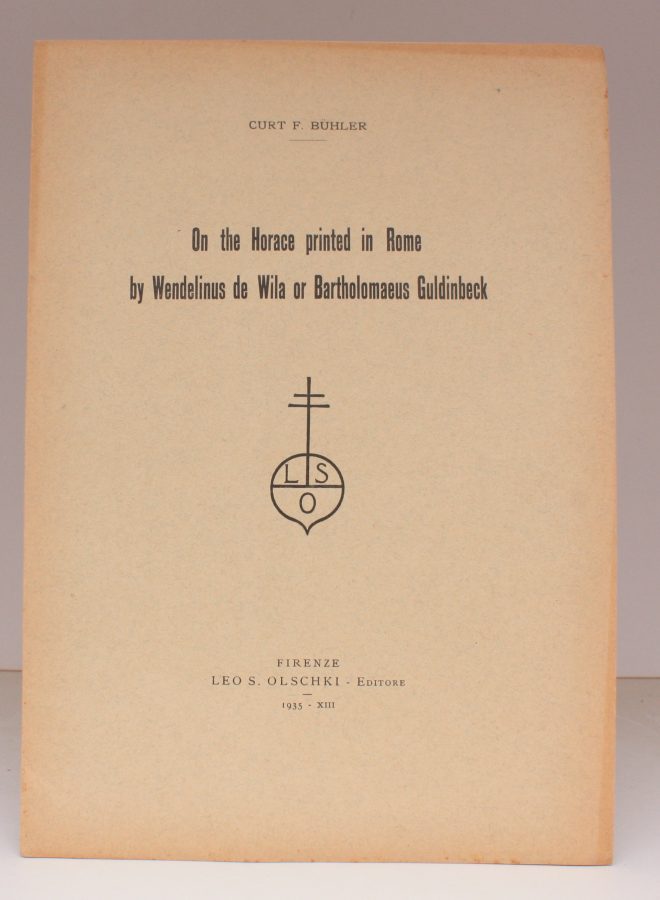 CURT F. BÜHLER
On the Horace printed in Rome
by Wendelinus de Wila or Bartholomaeus Guldinbeck
L S
O
FIRENZE
LEO S. OLSCHKI - EDITORE
1935 - XIII